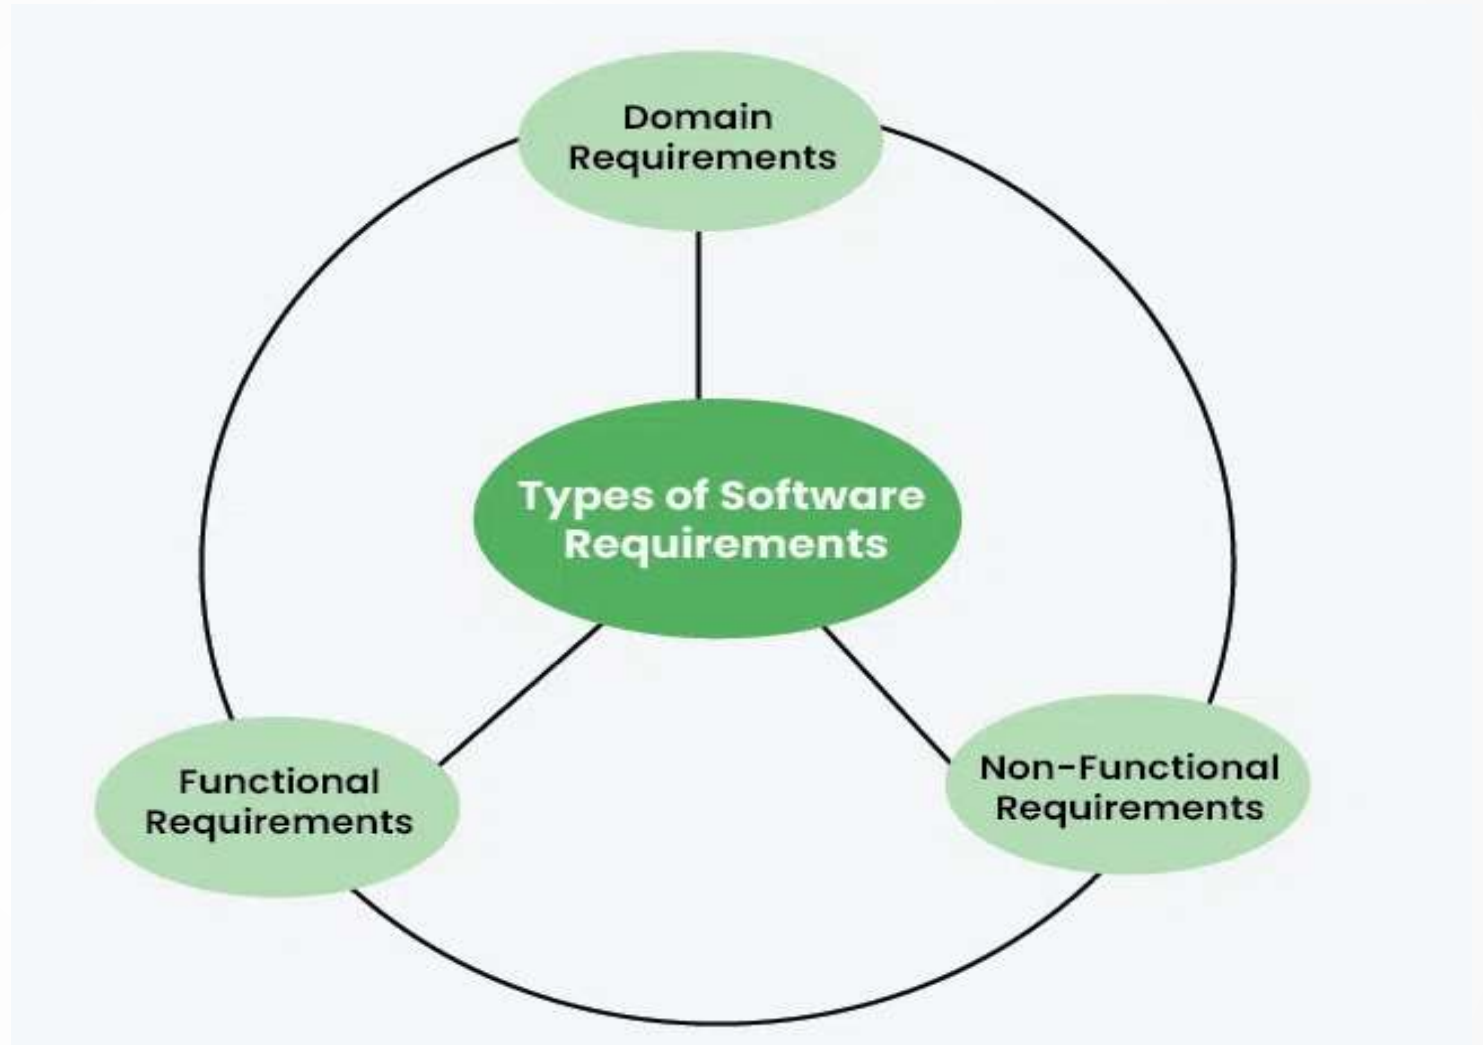 Domain
Requirements
Types of Software
Requirements
Functional
Requirements
Non-Functional
Requirements